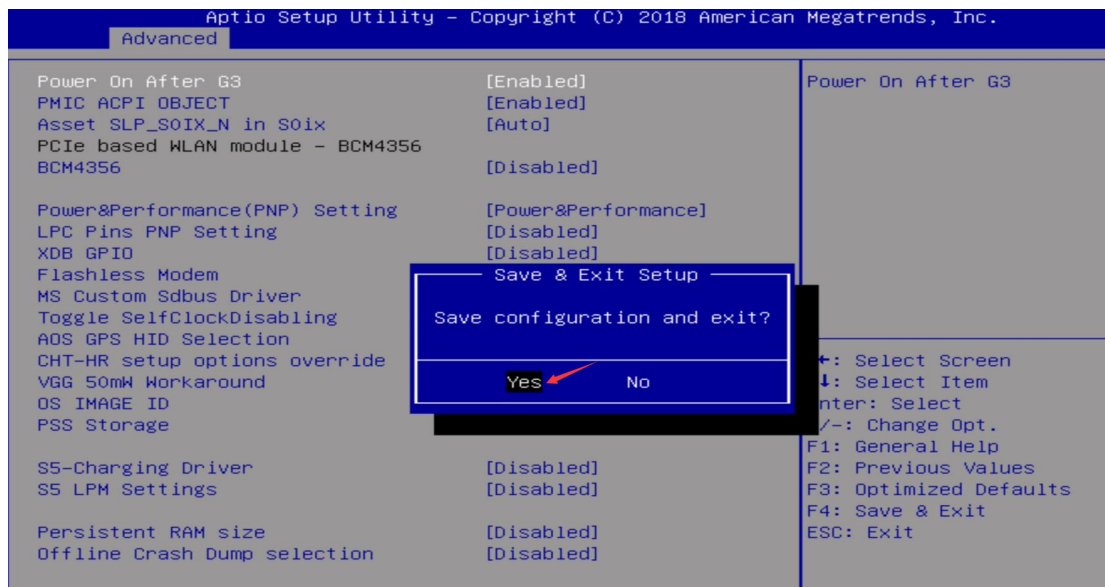 Aptio Setup Utility – Copyright (C) 2018 American Megatrends, Inc.
Advanced
Power On After G3 [Enabled]
PMIC ACPI OBJECT [Enabled]
Asset SLP_S0IX_N in S0ix [Auto]
PCIe based WLAN module – BCM4356
BCM4356 [Disabled]
Power&Performance(PNP) Setting [Power&Performance]
LPC Pins PNP Setting [Disabled]
XDB GPIO [Disabled]
Flashless Modem
MS Custom Sdbus Driver
Toggle SelfClockDisabling
AOS GPS HID Selection
CHT-HR setup options override
VGG 50mW Workaround
OS IMAGE ID
PSS Storage
S5-Charging Driver [Disabled]
S5 LPM Settings [Disabled]
Persistent RAM size [Disabled]
Offline Crash Dump selection [Disabled]
Save & Exit Setup
Save configuration and exit?
Yes No
Power On After G3
: Select Screen
: Select Item
nter: Select
/-: Change Opt.
F1: General Help
F2: Previous Values
F3: Optimized Defaults
F4: Save & Exit
ESC: Exit